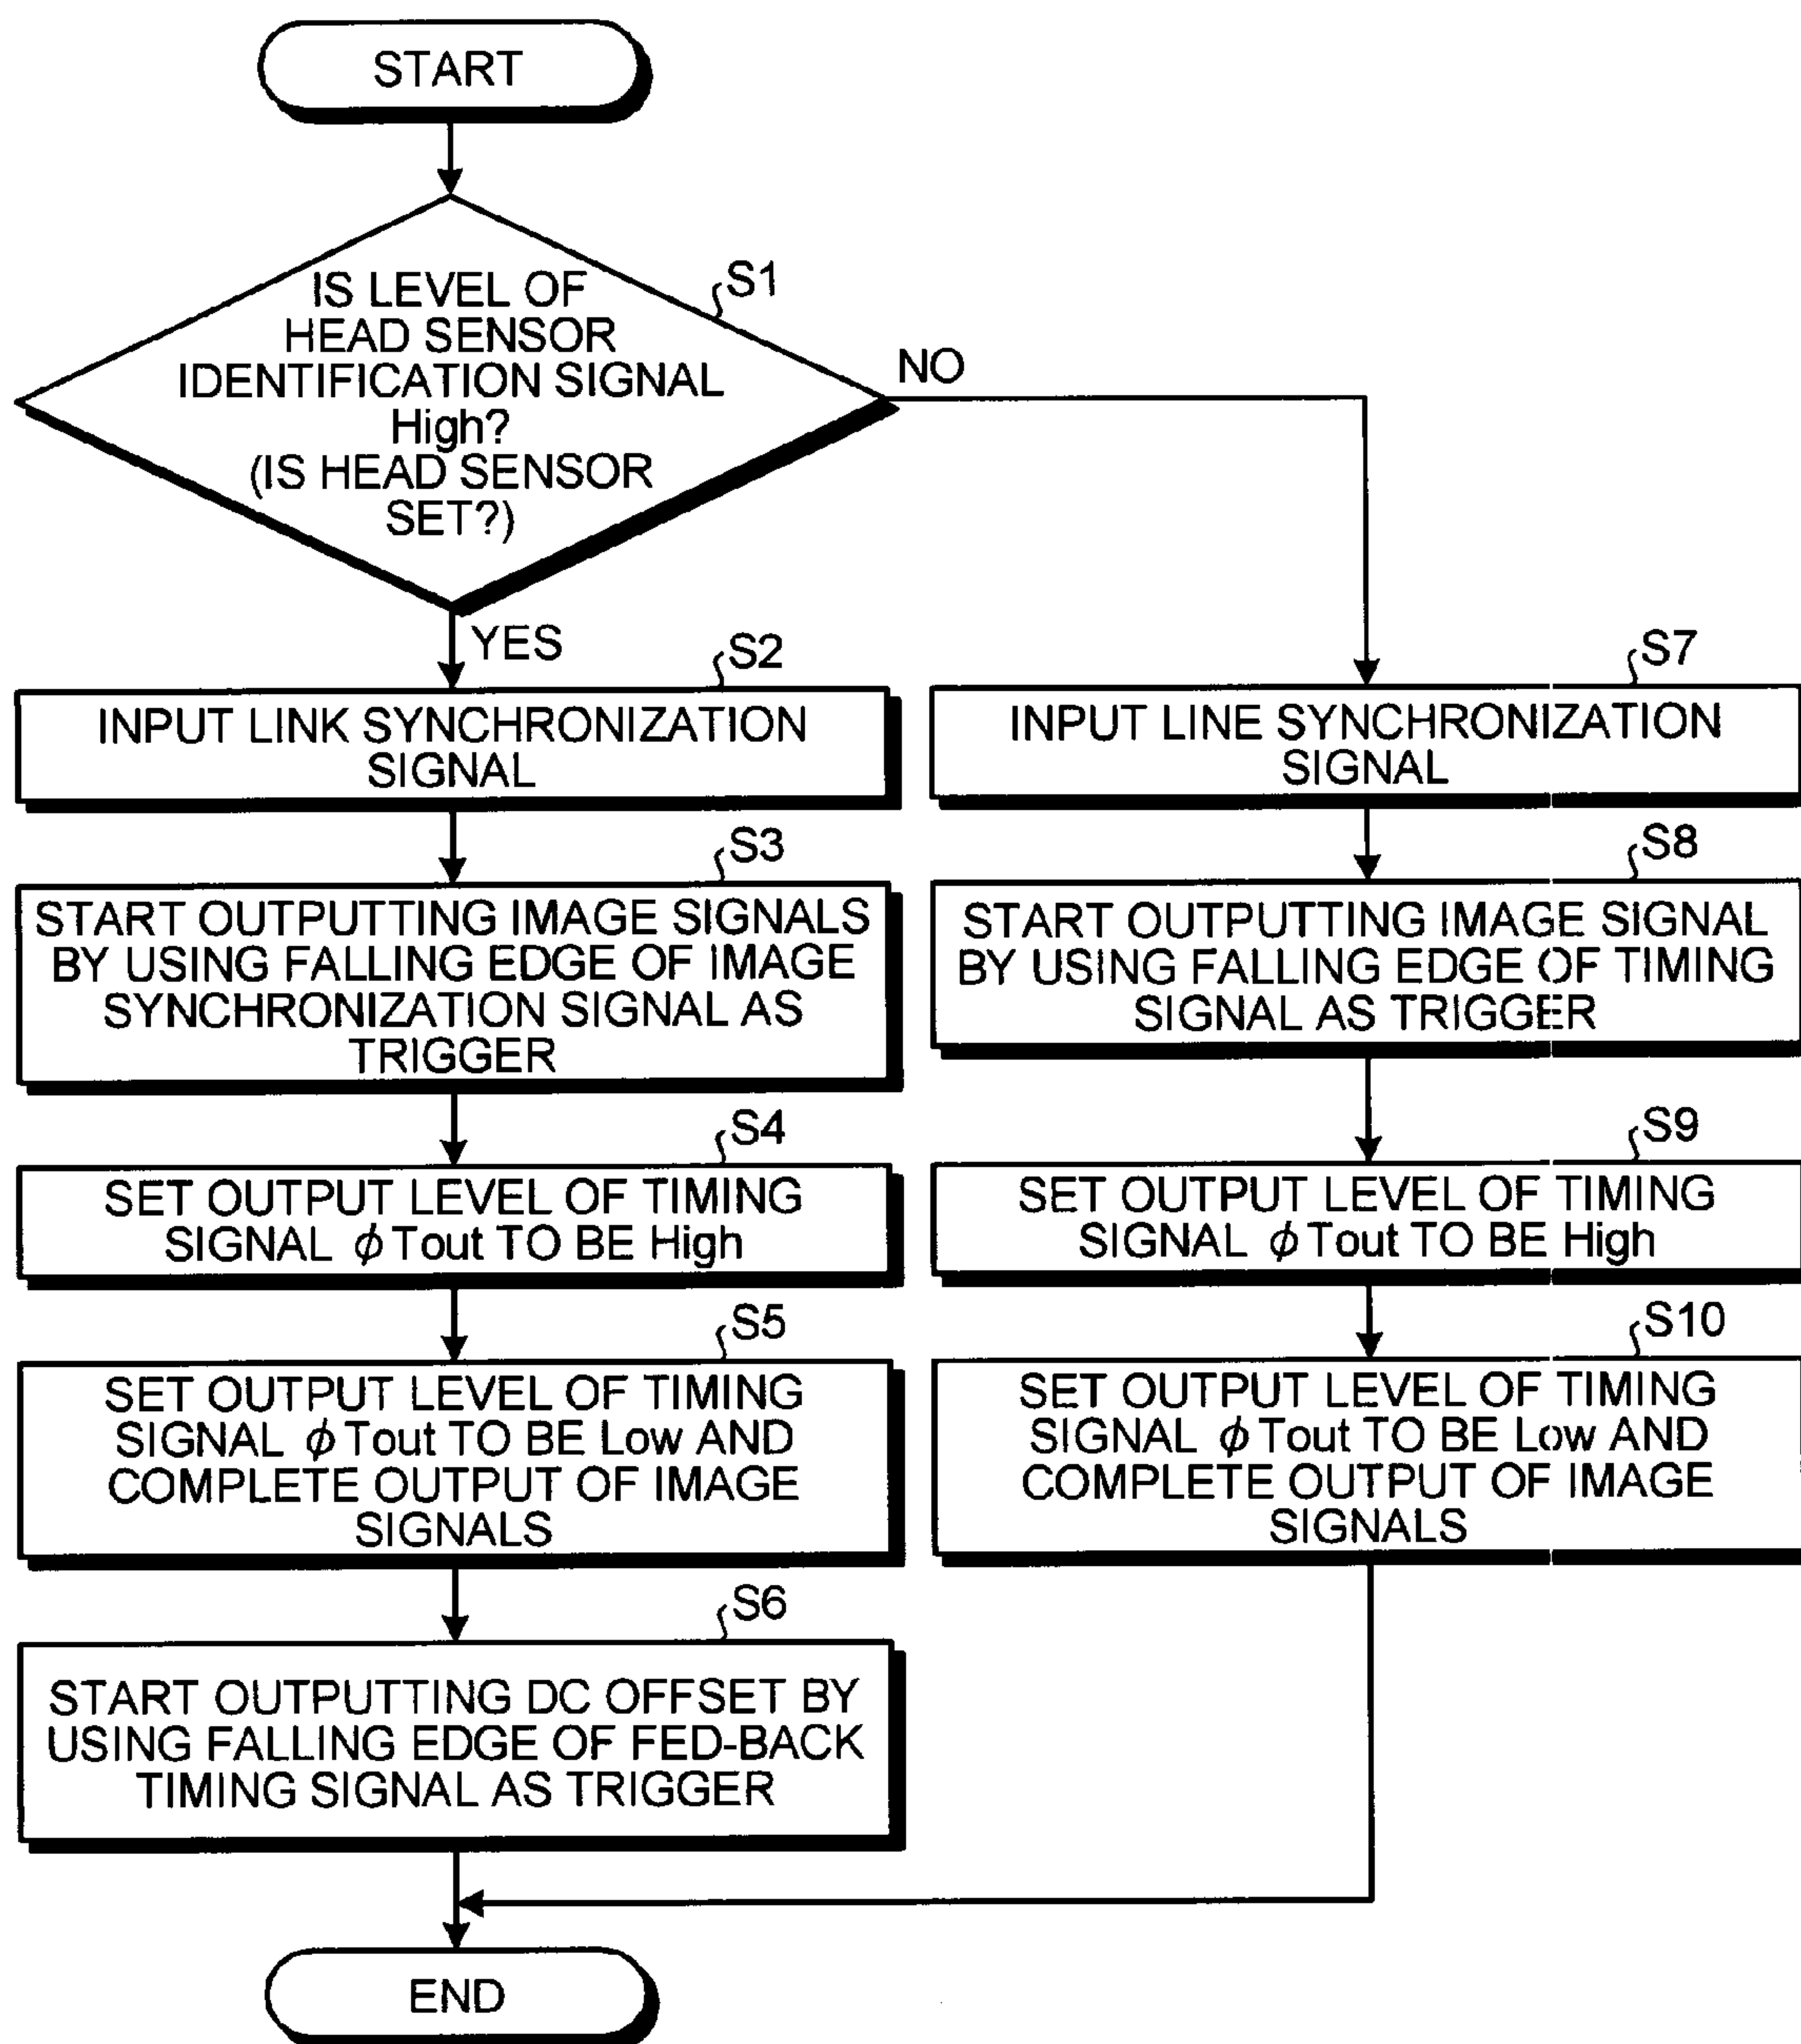 START
S1
IS LEVEL OF
HEAD SENSOR
IDENTIFICATION SIGNAL
High?
(IS HEAD SENSOR
SET?)
NO
YES
S2
INPUT LINK SYNCHRONIZATION
SIGNAL
S3
START OUTPUTTING IMAGE SIGNALS
BY USING FALLING EDGE OF IMAGE
SYNCHRONIZATION SIGNAL AS
TRIGGER
S4
SET OUTPUT LEVEL OF TIMING
SIGNAL ϕTout TO BE High
S5
SET OUTPUT LEVEL OF TIMING
SIGNAL ϕTout TO BE Low AND
COMPLETE OUTPUT OF IMAGE
SIGNALS
S6
START OUTPUTTING DC OFFSET BY
USING FALLING EDGE OF FED-BACK
TIMING SIGNAL AS TRIGGER
S7
INPUT LINE SYNCHRONIZATION
SIGNAL
S8
START OUTPUTTING IMAGE SIGNAL
BY USING FALLING EDGE OF TIMING
SIGNAL AS TRIGGER
S9
SET OUTPUT LEVEL OF TIMING
SIGNAL ϕTout TO BE High
S10
SET OUTPUT LEVEL OF TIMING
SIGNAL ϕTout TO BE Low AND
COMPLETE OUTPUT OF IMAGE
SIGNALS
END